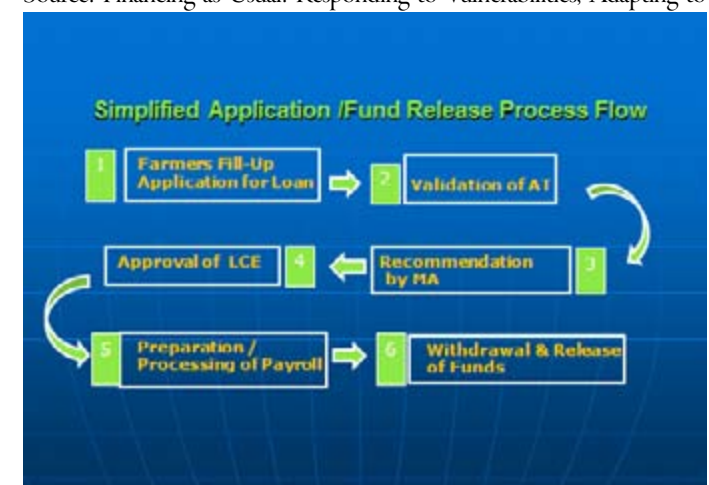 Source: Financing as Usual: Responding to Vulnerabilities, Adapting to
Simplified Application /Fund Release Process Flow
1
Farmers Fill-Up
Application for Loan
2
Validation of AT
3
Recommendation
by MA
4
Approval of LCE
5
Preparation /
Processing of Payroll
6
Withdrawal & Release
of Funds